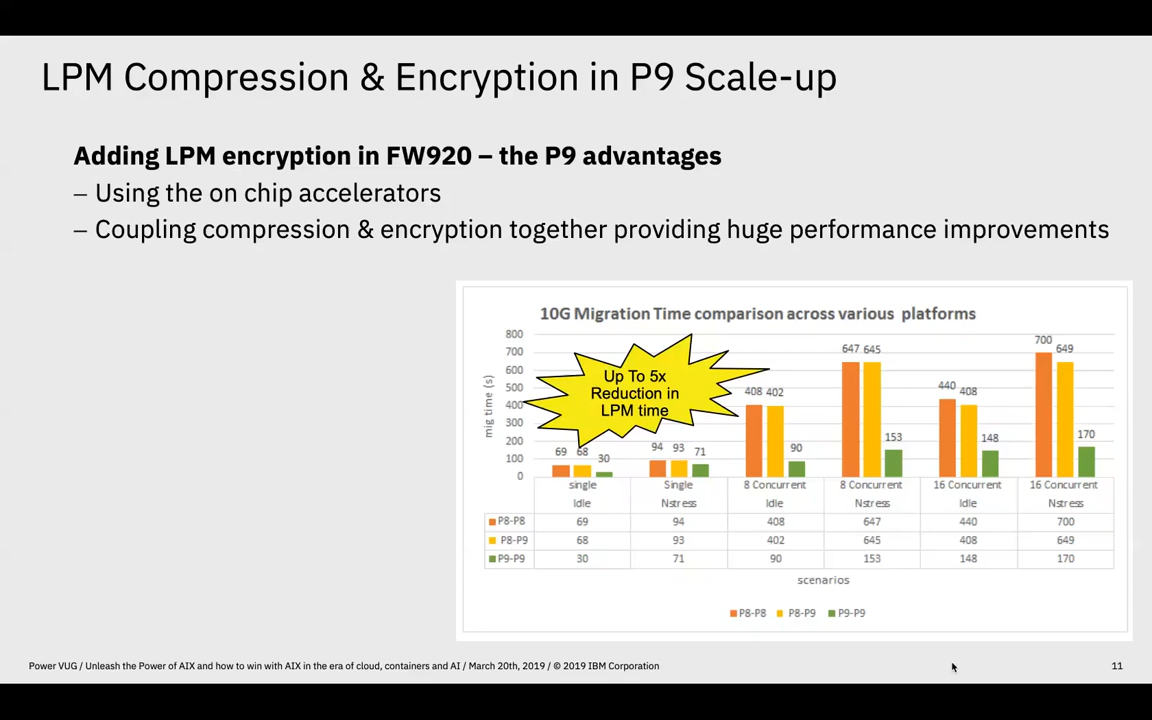 LPM Compression & Encryption in P9 Scale-up
Adding LPM encryption in FW920 – the P9 advantages
– Using the on chip accelerators
– Coupling compression & encryption together providing huge performance improvements
10G Migration Time comparison across various platforms
mig time (s)
800
700
600
500
400
300
200
100
0
Up To 5x
Reduction in
LPM time
69 68 30 94 93 71 408 402 90 647 645 153 440 408 148 700 649 170
single Single 8 Concurrent 8 Concurrent 16 Concurrent 16 Concurrent
Idle Nstress Idle Nstress Idle Nstress
P8-P8 69 94 408 647 440 700
P8-P9 68 93 402 645 408 649
P9-P9 30 71 90 153 148 170
scenarios
P8-P8 P8-P9 P9-P9
Power VUG / Unleash the Power of AIX and how to win with AIX in the era of cloud, containers and AI / March 20th, 2019 / © 2019 IBM Corporation
11